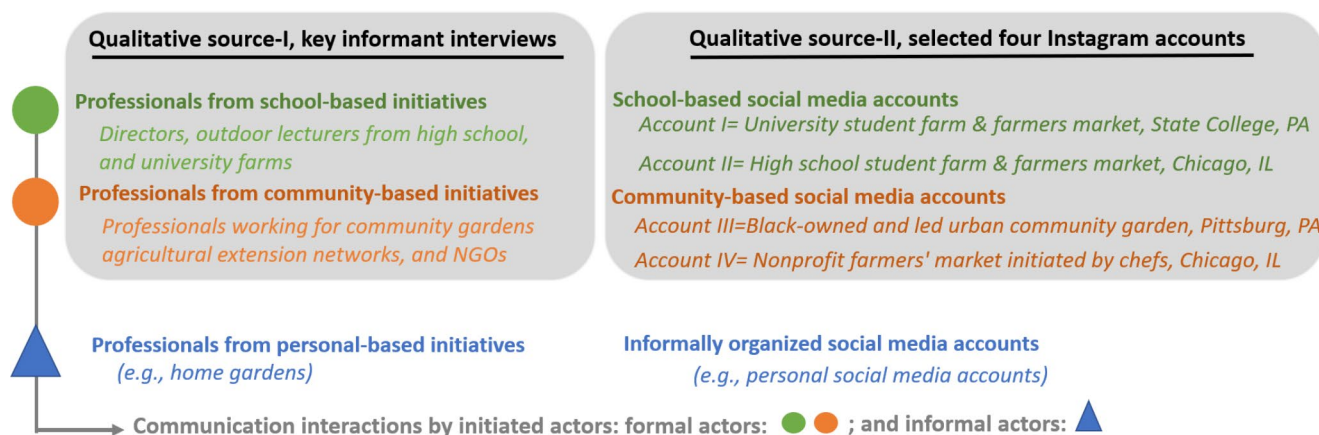 Qualitative source-I, key informant interviews
Professionals from school-based initiatives
Directors, outdoor lecturers from high school,
and university farms
Professionals from community-based initiatives
Professionals working for community gardens
agricultural extension networks, and NGOs
Qualitative source-II, selected four Instagram accounts
School-based social media accounts
Account I= University student farm & farmers market, State College, PA
Account II= High school student farm & farmers market, Chicago, IL
Community-based social media accounts
Account III=Black-owned and led urban community garden, Pittsburg, PA
Account IV= Nonprofit farmers' market initiated by chefs, Chicago, IL
Professionals from personal-based initiatives
(e.g., home gardens)
Informally organized social media accounts
(e.g., personal social media accounts)
Communication interactions by initiated actors: formal actors: ; and informal actors: